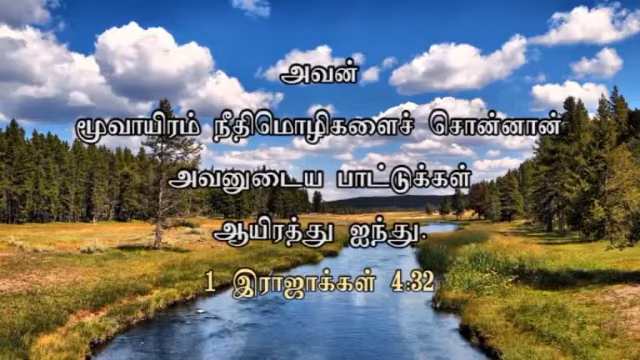 அவன்
மூவாயிரம் நீதிமொழிகளைச் சொன்னான்
அவனுடைய பாட்டுக்கள்
ஆயிரத்து ஐந்து.
1 இராஜாக்கள் 4:32